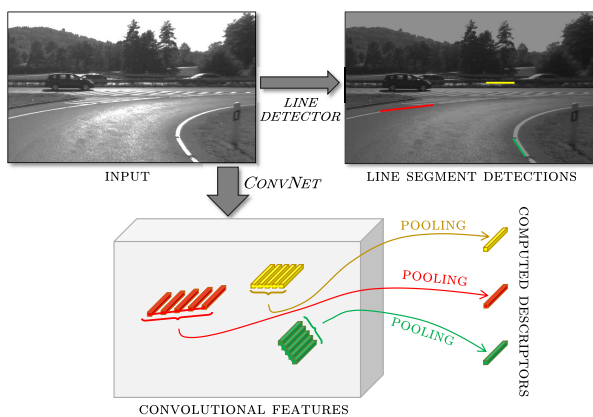 LINE
DETECTOR
INPUT
LINE SEGMENT DETECTIONS
CONVNET
POOLING
POOLING
POOLING
COMPUTED DESCRIPTORS
CONVOLUTIONAL FEATURES